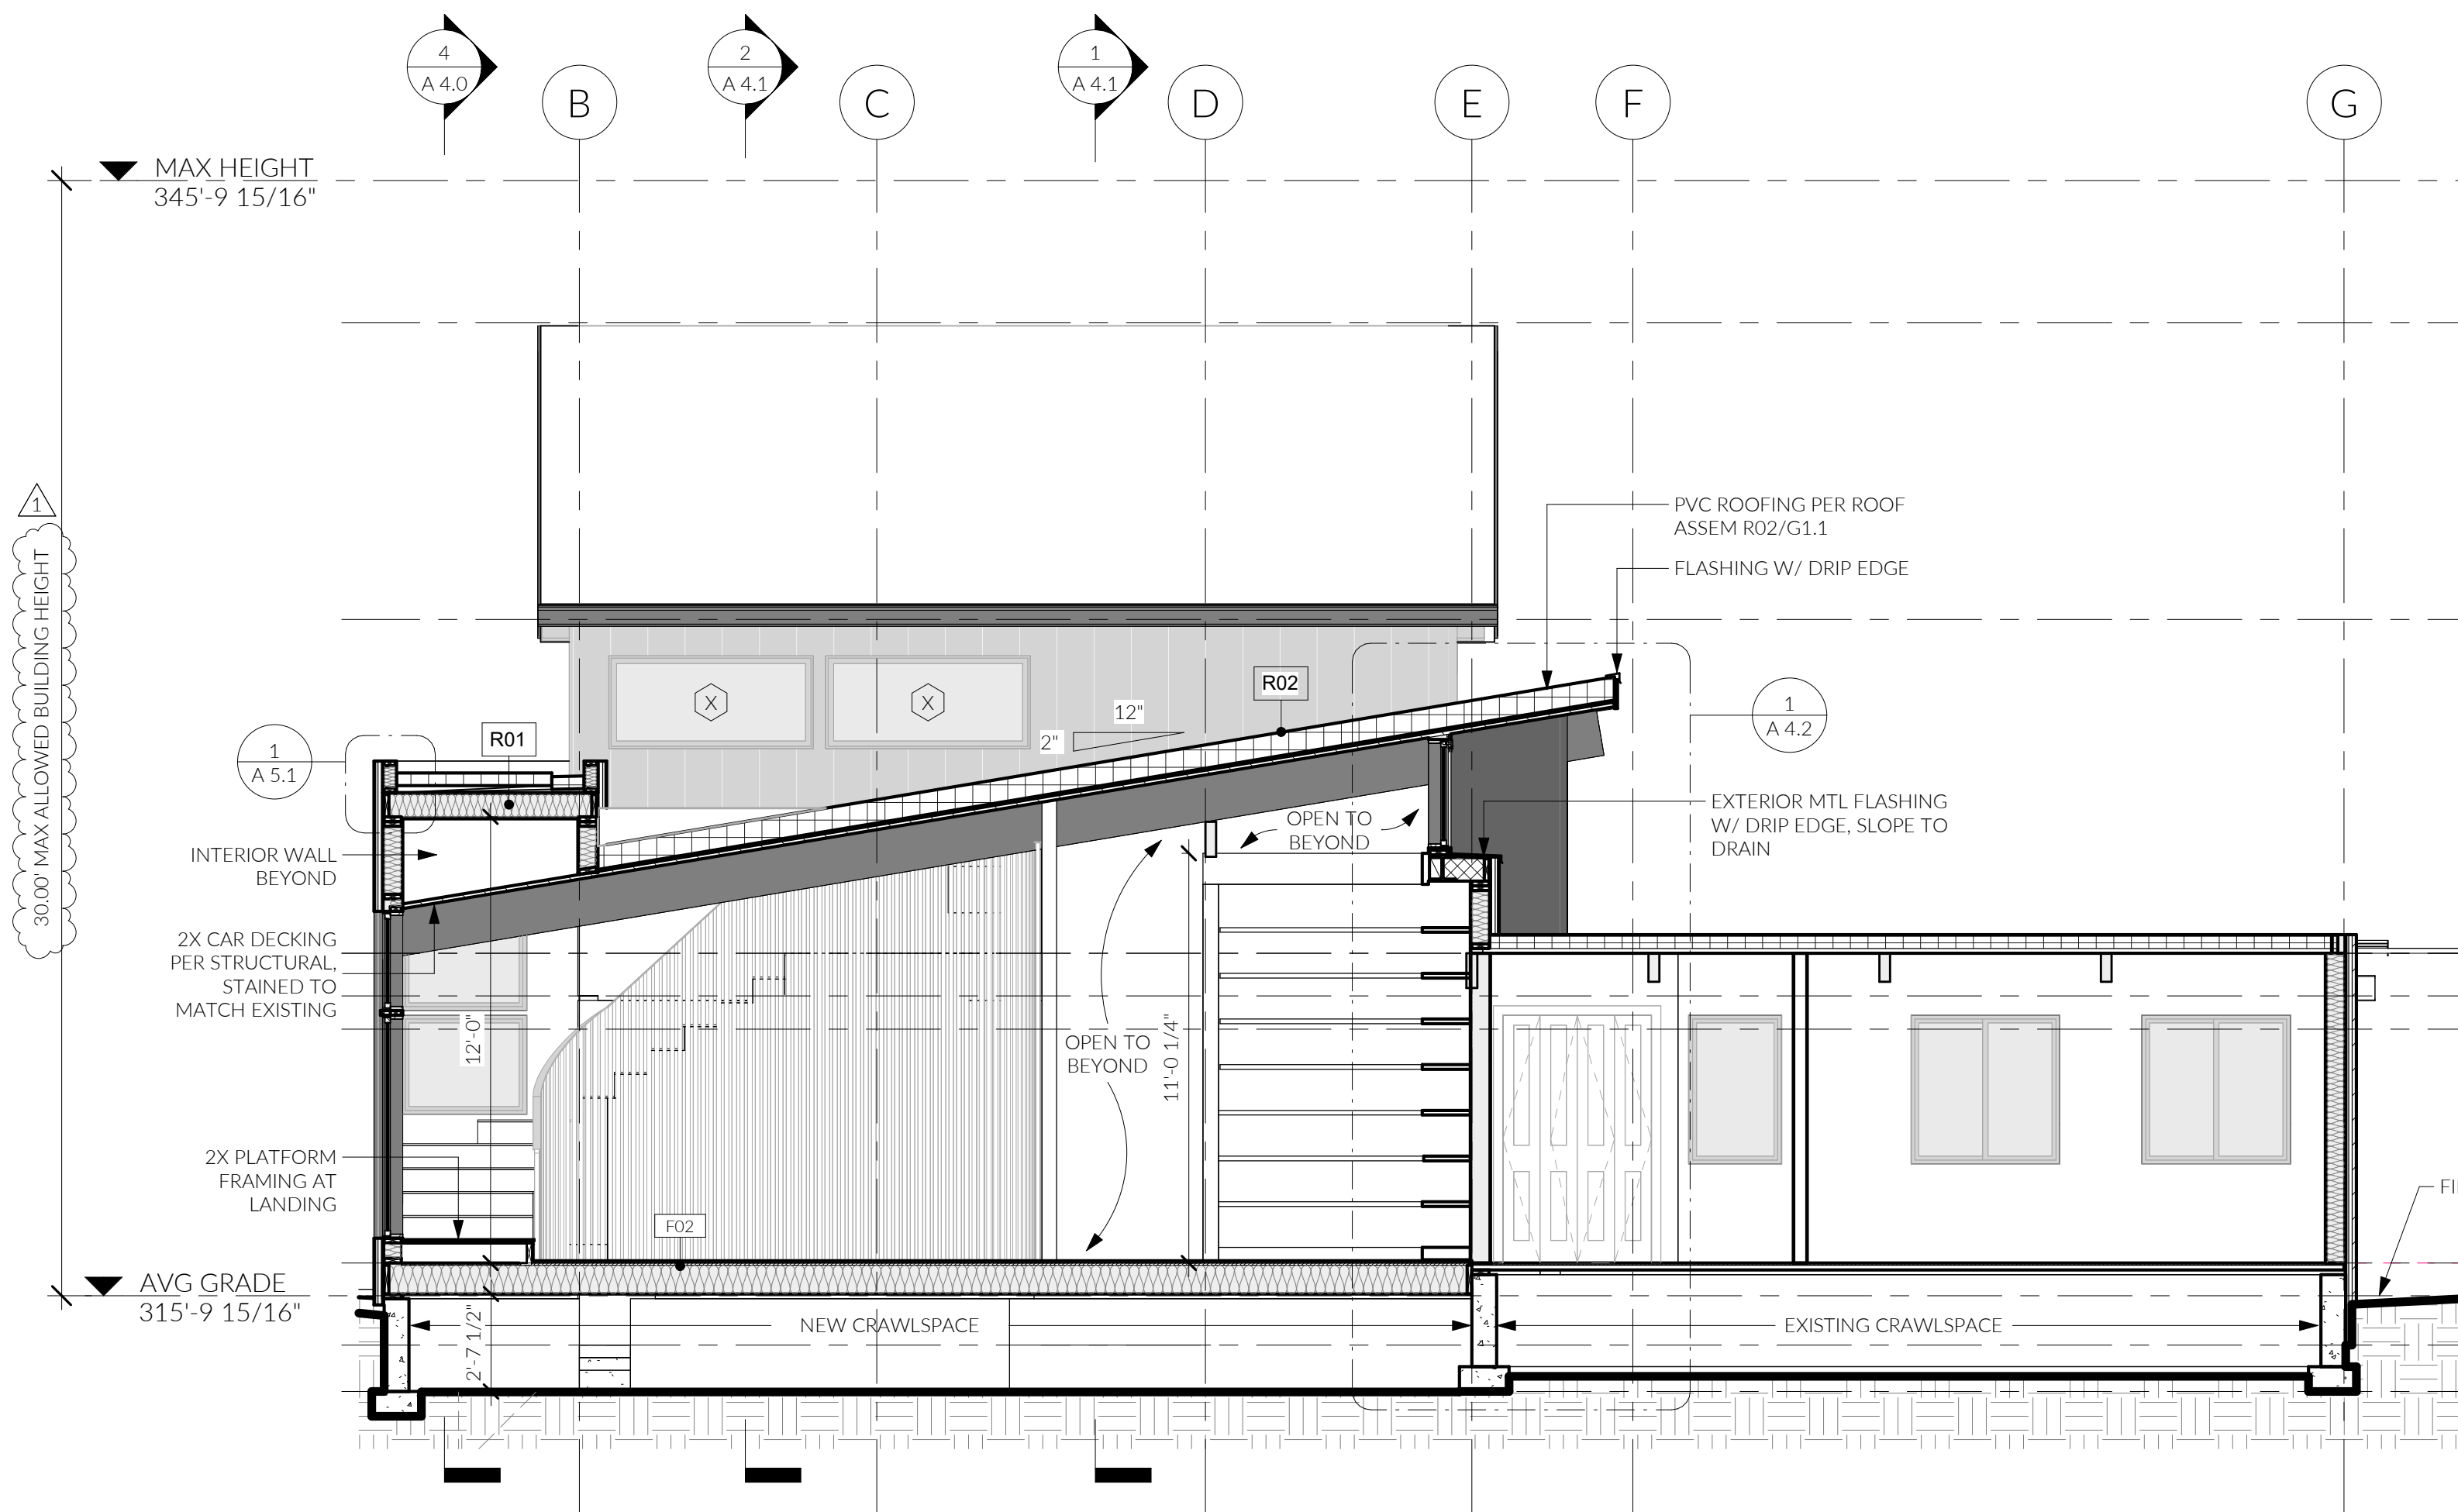 4
A 4.0
2
A 4.1
1
A 4.1
B
C
D
E
F
G
MAX HEIGHT
345'-9 15/16"
1
30.00' MAX ALLOWED BUILDING HEIGHT
PVC ROOFING PER ROOF
ASSEM R02/G1.1
FLASHING W/ DRIP EDGE
R02
X
X
12"
2"
1
A 4.2
R01
1
A 5.1
OPEN TO
BEYOND
EXTERIOR MTL FLASHING
W/ DRIP EDGE, SLOPE TO
DRAIN
INTERIOR WALL
BEYOND
2X CAR DECKING
PER STRUCTURAL,
STAINED TO
MATCH EXISTING
12'-0"
OPEN TO
BEYOND
11'-0 1/4"
2X PLATFORM
FRAMING AT
LANDING
F02
AVG GRADE
315'-9 15/16"
2'-7 1/2"
NEW CRAWLSPACE
EXISTING CRAWLSPACE